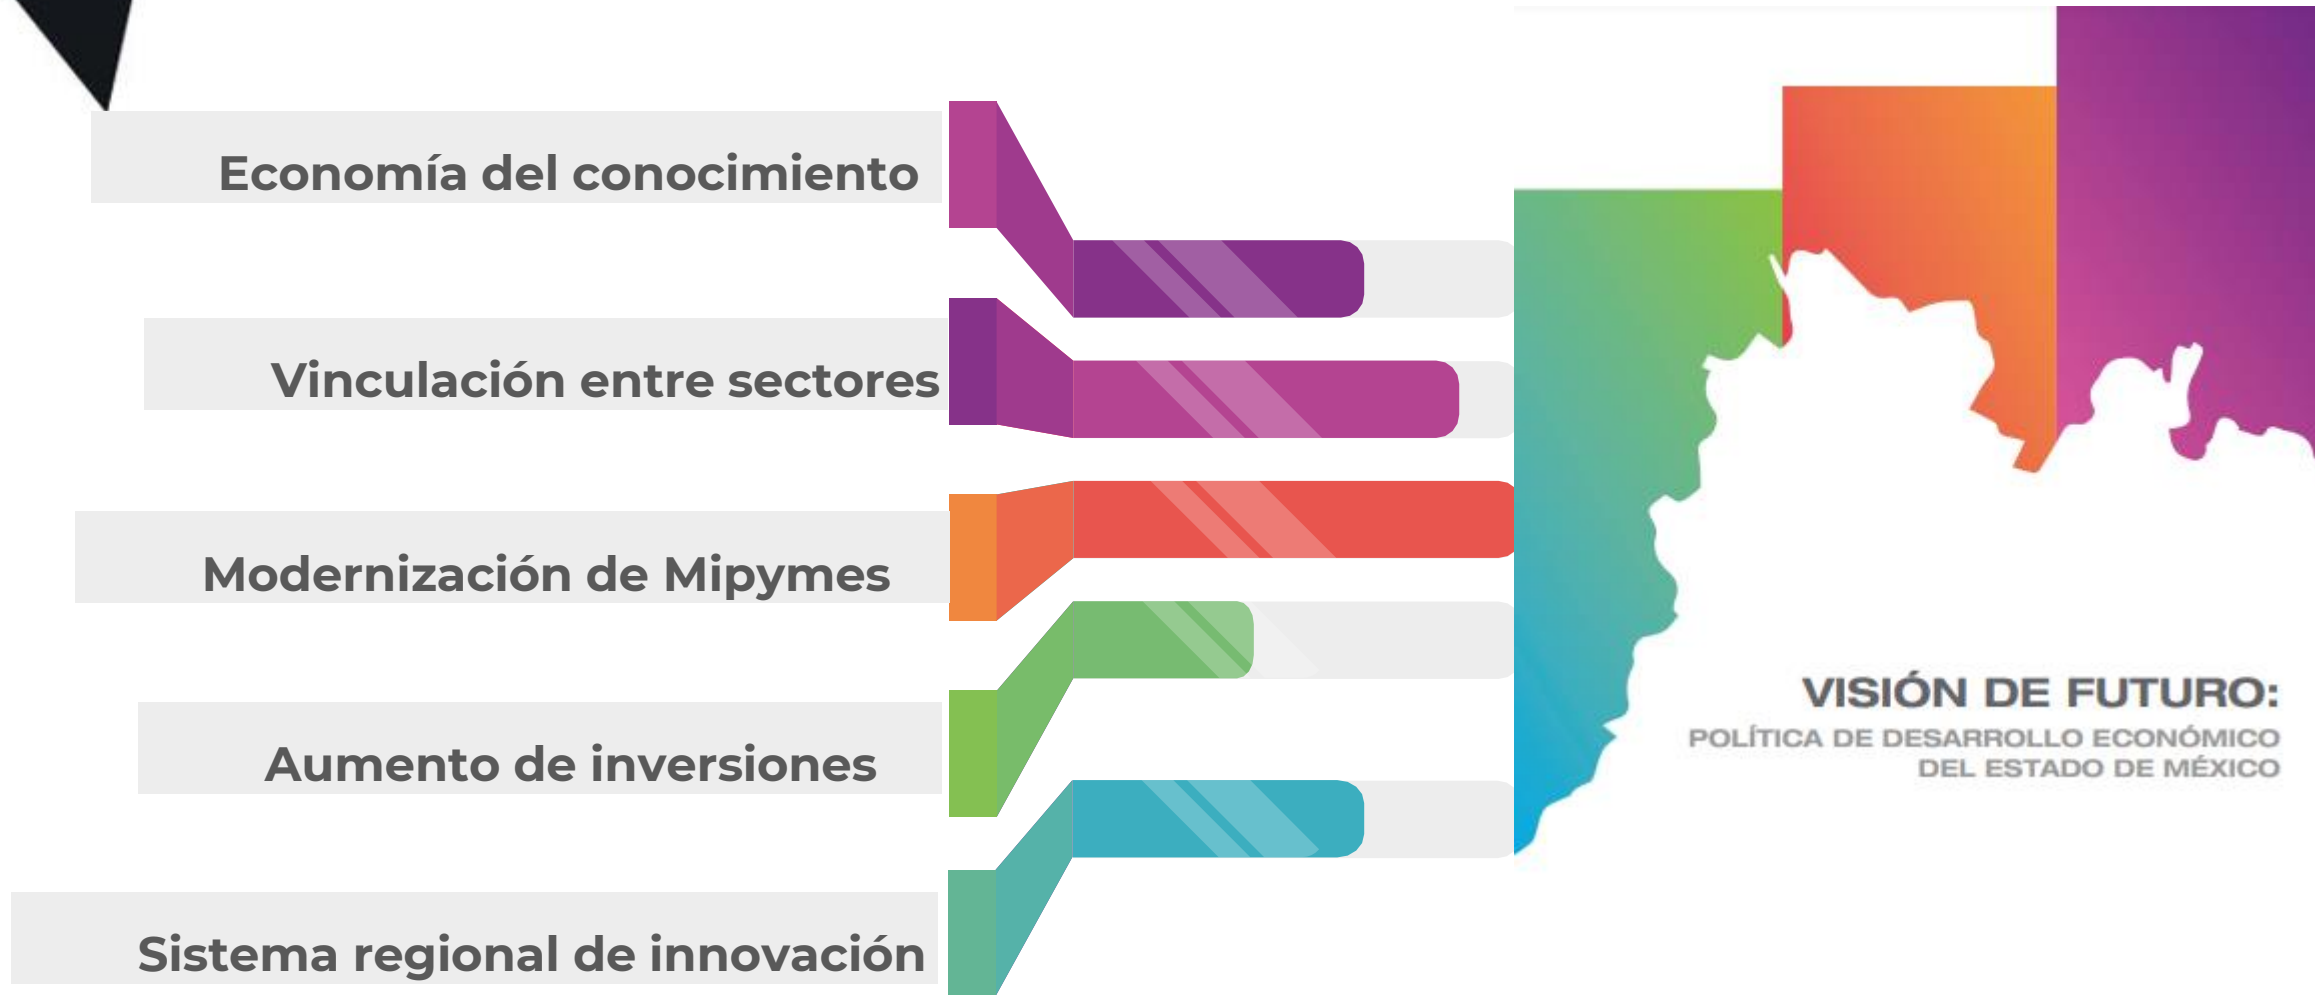 Economía del conocimiento
Vinculación entre sectores
Modernización de Mipymes
Aumento de inversiones
Sistema regional de innovación
VISIÓN DE FUTURO:
POLÍTICA DE DESARROLLO ECONÓMICO
DEL ESTADO DE MÉXICO